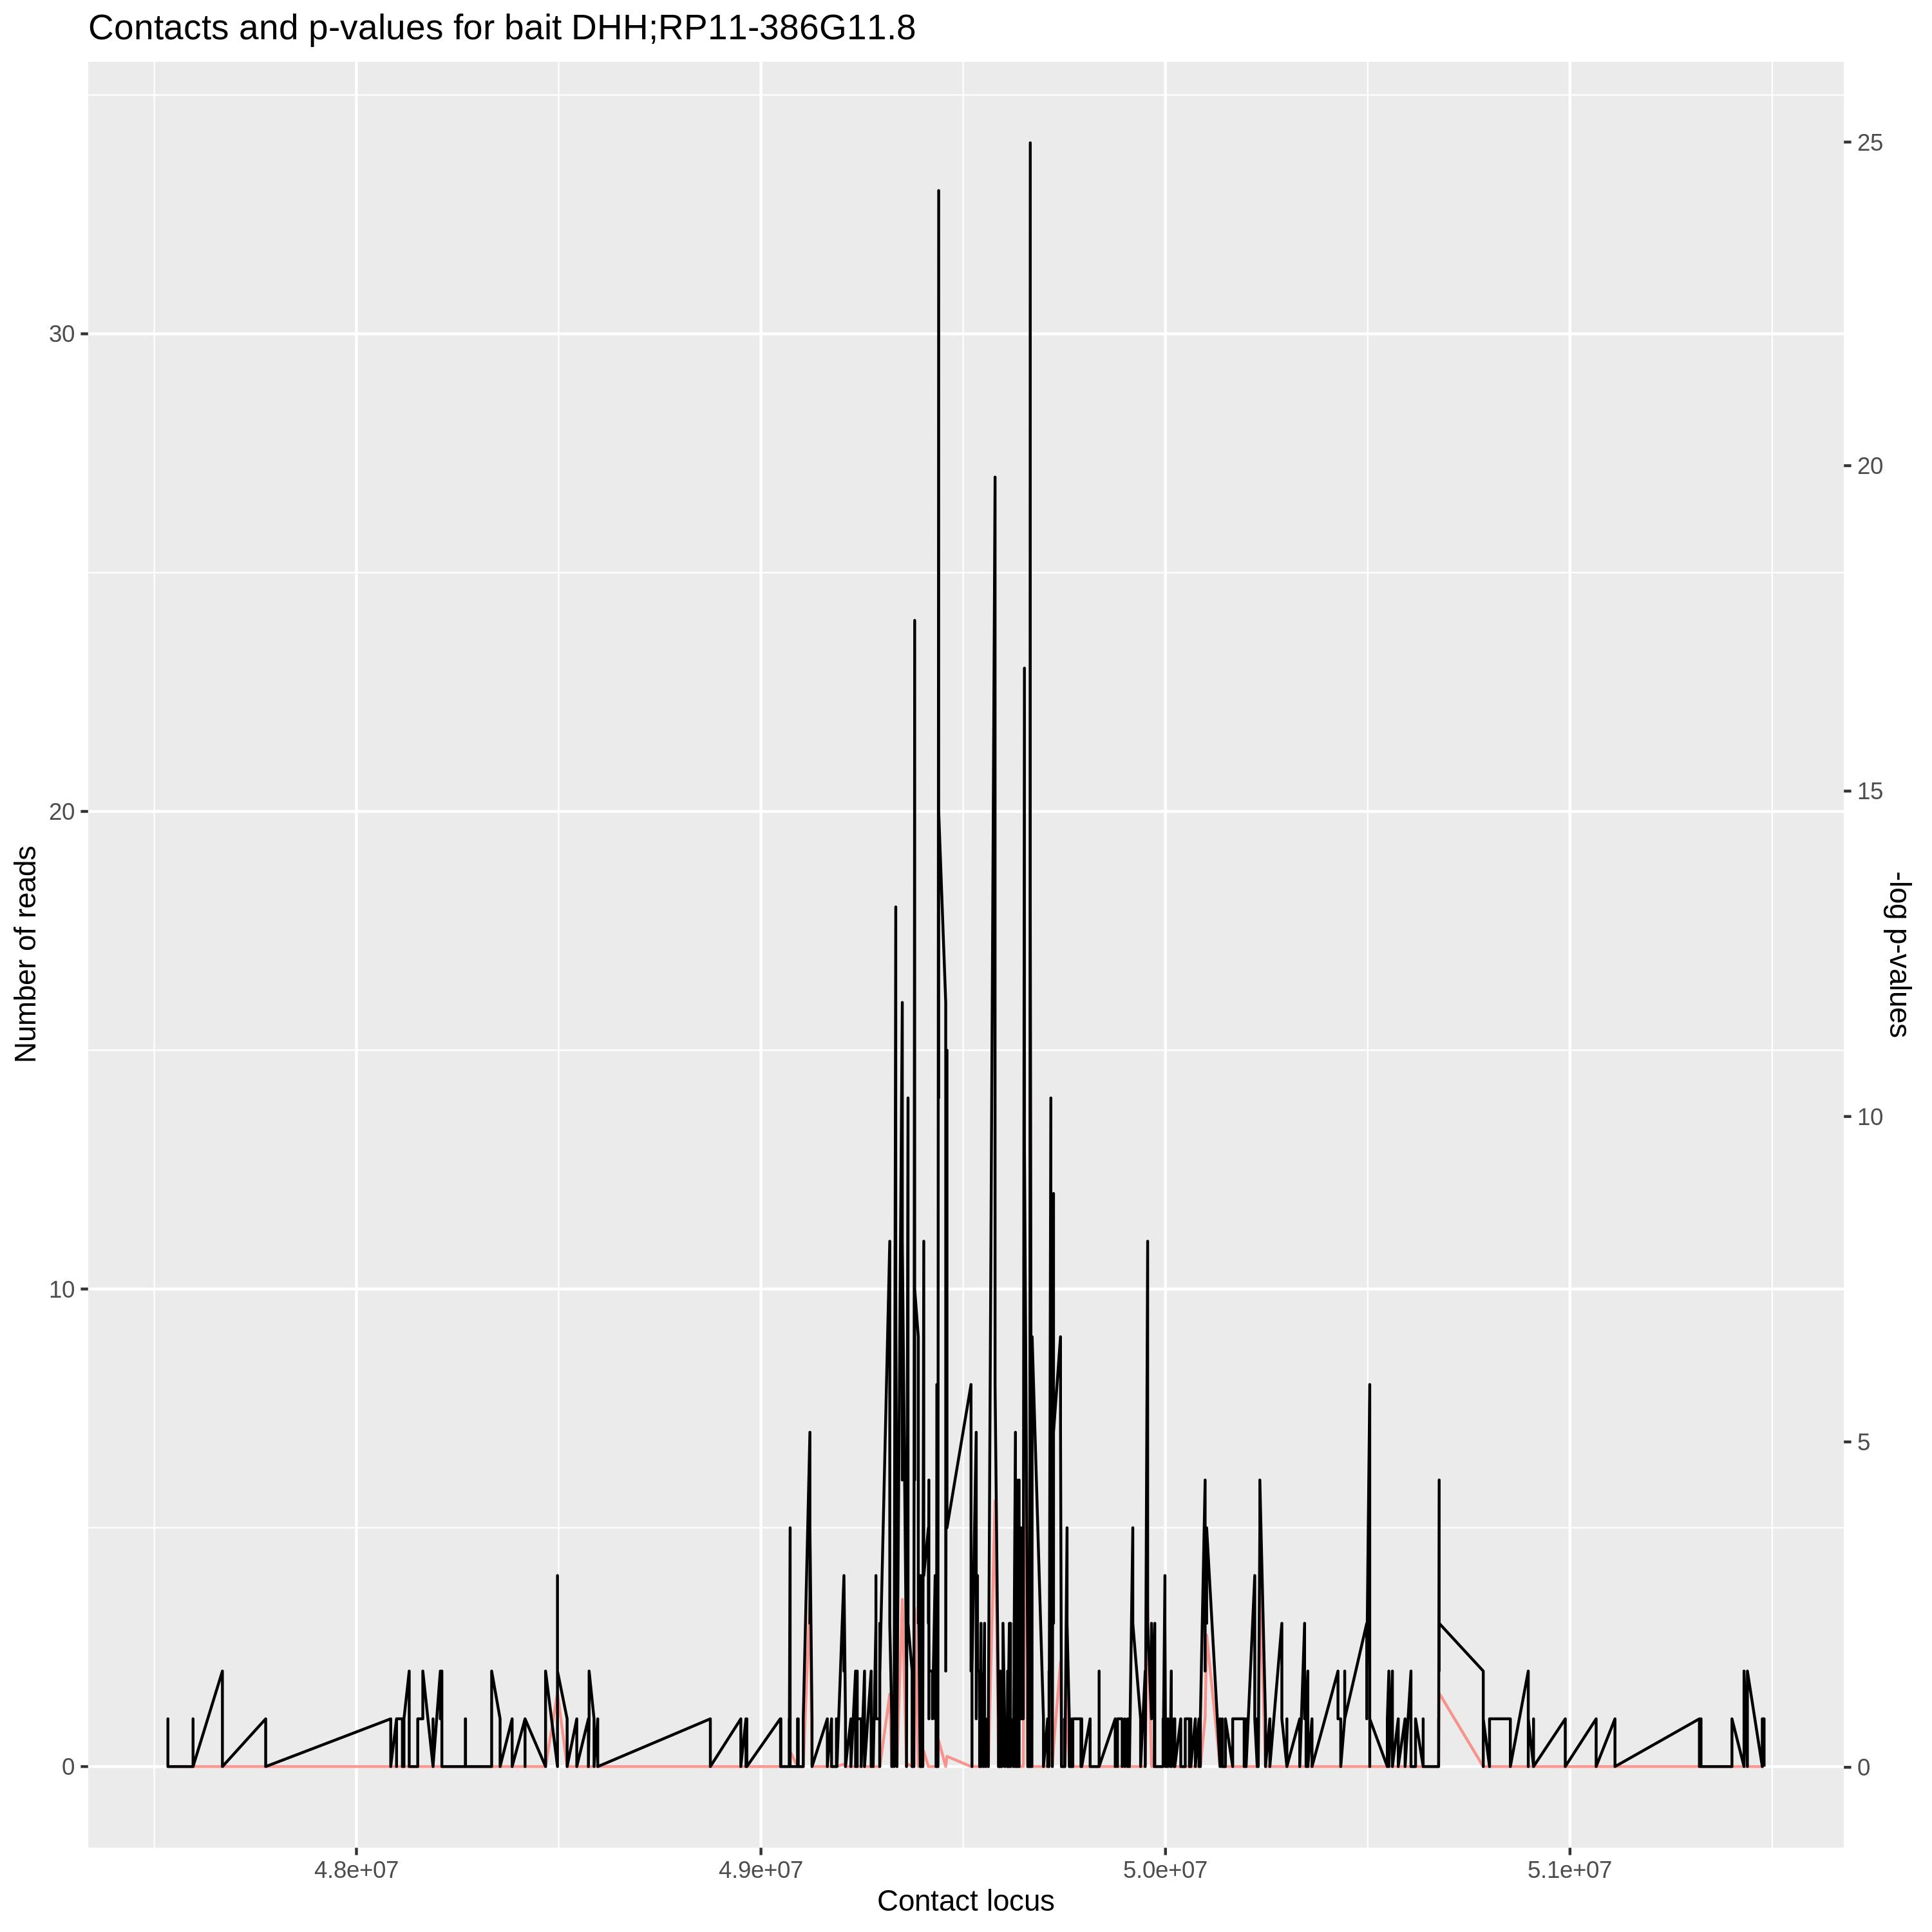 Contacts and p-values for bait DHH;RP11-386G11.8
30
20
10
0
Number of reads
25
20
15
10
5
0
-log p-values
4.8e+07 4.9e+07 5.0e+07 5.1e+07
Contact locus